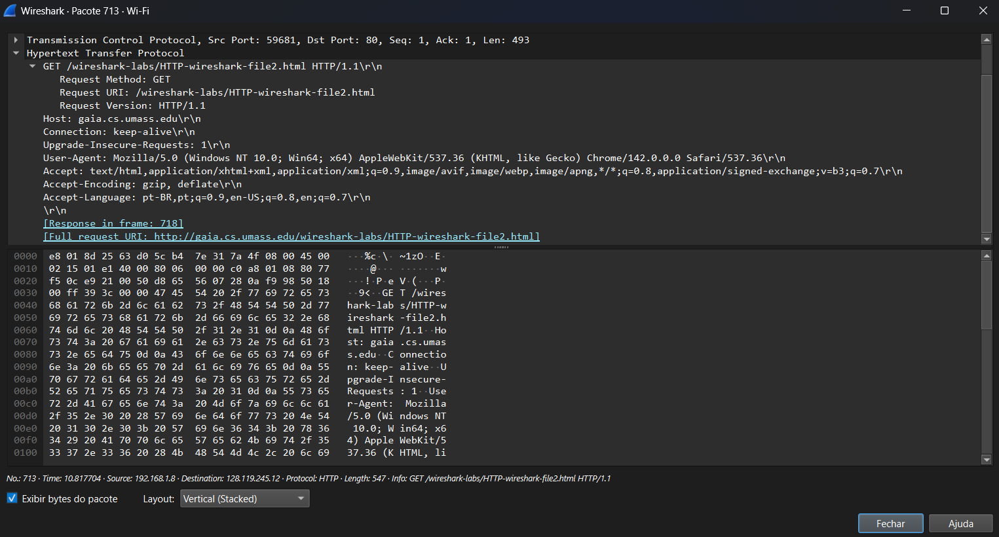 Wireshark · Pacote 713 · Wi-Fi
Transmission Control Protocol, Src Port: 59681, Dst Port: 80, Seq: 1, Ack: 1, Len: 493
Hypertext Transfer Protocol
GET /wireshark-labs/HTTP-wireshark-file2.html HTTP/1.1\r\n
Request Method: GET
Request URI: /wireshark-labs/HTTP-wireshark-file2.html
Request Version: HTTP/1.1
Host: gaia.cs.umass.edu\r\n
Connection: keep-alive\r\n
Upgrade-Insecure-Requests: 1\r\n
User-Agent: Mozilla/5.0 (Windows NT 10.0; Win64; x64) AppleWebKit/537.36 (KHTML, like Gecko) Chrome/142.0.0.0 Safari/537.36\r\n
Accept: text/html,application/xhtml+xml,application/xml;q=0.9,image/avif,image/webp,image/apng,*/*;q=0.8,application/signed-exchange;v=b3;q=0.7\r\n
Accept-Encoding: gzip, deflate\r\n
Accept-Language: pt-BR,pt;q=0.9,en-US;q=0.8,en;q=0.7\r\n
\r\n
[Response in frame: 718]
[Full request URI: http://gaia.cs.umass.edu/wireshark-labs/HTTP-wireshark-file2.html]
0000 e8 01 8d 25 63 d0 5c b4 7e 31 7a 4f 08 00 45 00 ···%c·\· ~1zO··E·
0010 02 15 01 e1 40 00 80 06 00 00 c0 a8 01 08 80 77 ····@··· ·······w
0020 f5 0c e9 21 00 50 d8 65 56 07 28 0a f9 98 50 18 ···!·P·e V·(···P·
0030 00 ff 39 3c 00 00 47 45 54 20 2f 77 69 72 65 73 ··9<··GE T /wires
0040 68 61 72 6b 2d 6c 61 62 73 2f 48 54 54 50 2d 77 hark-lab s/HTTP-w
0050 69 72 65 73 68 61 72 6b 2d 66 69 6c 65 32 2e 68 ireshark -file2.h
0060 74 6d 6c 20 48 54 54 50 2f 31 2e 31 0d 0a 48 6f tml HTTP /1.1··Ho
0070 73 74 3a 20 67 61 69 61 2e 63 73 2e 75 6d 61 73 st: gaia .cs.umas
0080 73 2e 65 64 75 0d 0a 43 6f 6e 6e 65 63 74 69 6f s.edu··C onnectio
0090 6e 3a 20 6b 65 65 70 2d 61 6c 69 76 65 0d 0a 55 n: keep- alive··U
00a0 70 67 72 61 64 65 2d 49 6e 73 65 63 75 72 65 2d pgrade-I nsecure-
00b0 52 65 71 75 65 73 74 73 3a 20 31 0d 0a 55 73 65 Requests : 1··Use
00c0 72 2d 41 67 65 6e 74 3a 20 4d 6f 7a 69 6c 6c 61 r-Agent: Mozilla
00d0 2f 35 2e 30 20 28 57 69 6e 64 6f 77 73 20 4e 54 /5.0 (Wi ndows NT
00e0 20 31 30 2e 30 3b 20 57 69 6e 36 34 3b 20 78 36 10.0; W in64; x6
00f0 34 29 20 41 70 70 6c 65 57 65 62 4b 69 74 2f 35 4) Apple WebKit/5
0100 33 37 2e 33 36 20 28 4b 48 54 4d 4c 2c 20 6c 69 37.36 (K HTML, li
No.: 713 · Time: 10.817704 · Source: 192.168.1.8 · Destination: 128.119.245.12 · Protocol: HTTP · Length: 547 · Info: GET /wireshark-labs/HTTP-wireshark-file2.html HTTP/1.1
Exibir bytes do pacote Layout: Vertical (Stacked)
Fechar Ajuda